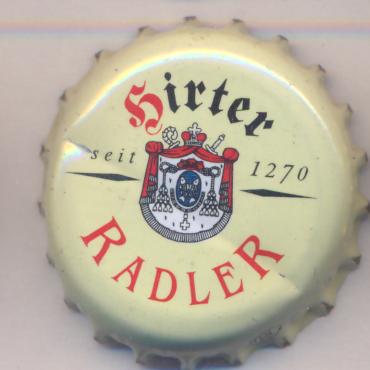 Hirter
seit 1270
RADLER